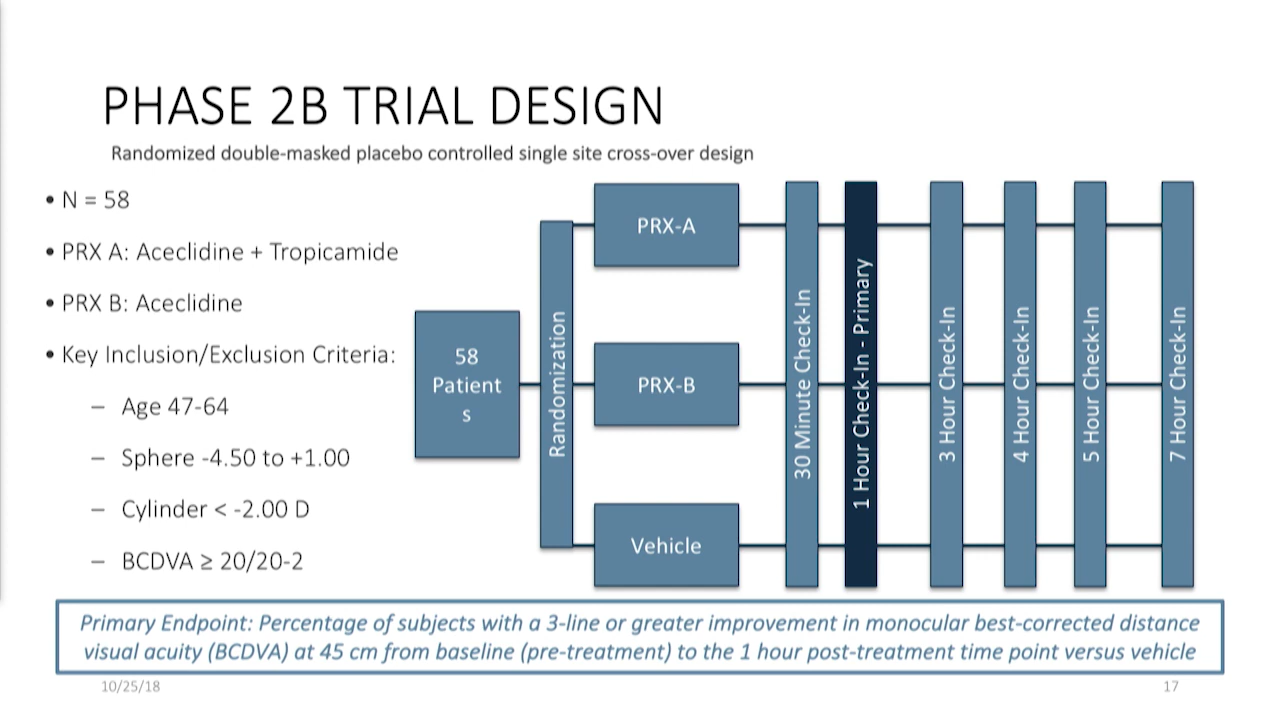 PHASE 2B TRIAL DESIGN
Randomized double-masked placebo controlled single site cross-over design
• N = 58
• PRX A: Aceclidine + Tropicamide
• PRX B: Aceclidine
• Key Inclusion/Exclusion Criteria:
– Age 47-64
– Sphere -4.50 to +1.00
– Cylinder < -2.00 D
– BCDVA ≥ 20/20-2
58
Patient
s
Randomization
PRX-A
PRX-B
Vehicle
30 Minute Check-In
1 Hour Check-In - Primary
3 Hour Check-In
4 Hour Check-In
5 Hour Check-In
7 Hour Check-In
Primary Endpoint: Percentage of subjects with a 3-line or greater improvement in monocular best-corrected distance
visual acuity (BCDVA) at 45 cm from baseline (pre-treatment) to the 1 hour post-treatment time point versus vehicle
10/25/18
17